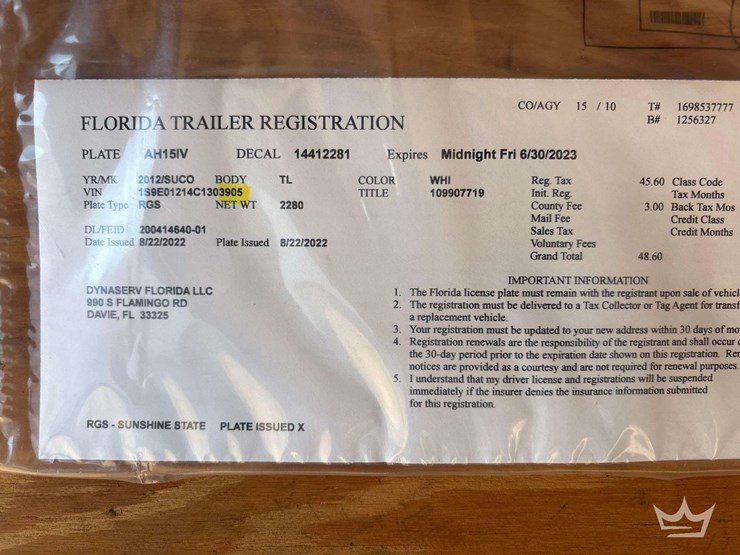 CO/AGY 15 / 10 T# 1698537777
B# 1256327
FLORIDA TRAILER REGISTRATION
PLATE AH15IV DECAL 14412281 Expires Midnight Fri 6/30/2023
YR/MK 2012/SUCO BODY TL COLOR WHI Reg. Tax 45.60 Class Code
VIN 1S9E01214C1303905 TITLE 109907719 Init. Reg. Tax Months
Plate Type RGS NET WT 2280 County Fee 3.00 Back Tax Mos
Mail Fee Credit Class
DL/FEID 200414640-01 Sales Tax Credit Months
Date Issued 8/22/2022 Plate Issued 8/22/2022 Voluntary Fees
Grand Total 48.60
DYNASERV FLORIDA LLC
990 S FLAMINGO RD
DAVIE, FL 33325
IMPORTANT INFORMATION
1. The Florida license plate must remain with the registrant upon sale of vehicl
2. The registration must be delivered to a Tax Collector or Tag Agent for transf
a replacement vehicle.
3. Your registration must be updated to your new address within 30 days of mo
4. Registration renewals are the responsibility of the registrant and shall occur
the 30-day period prior to the expiration date shown on this registration. Ren
notices are provided as a courtesy and are not required for renewal purposes.
5. I understand that my driver license and registrations will be suspended
immediately if the insurer denies the insurance information submitted
for this registration.
RGS - SUNSHINE STATE PLATE ISSUED X